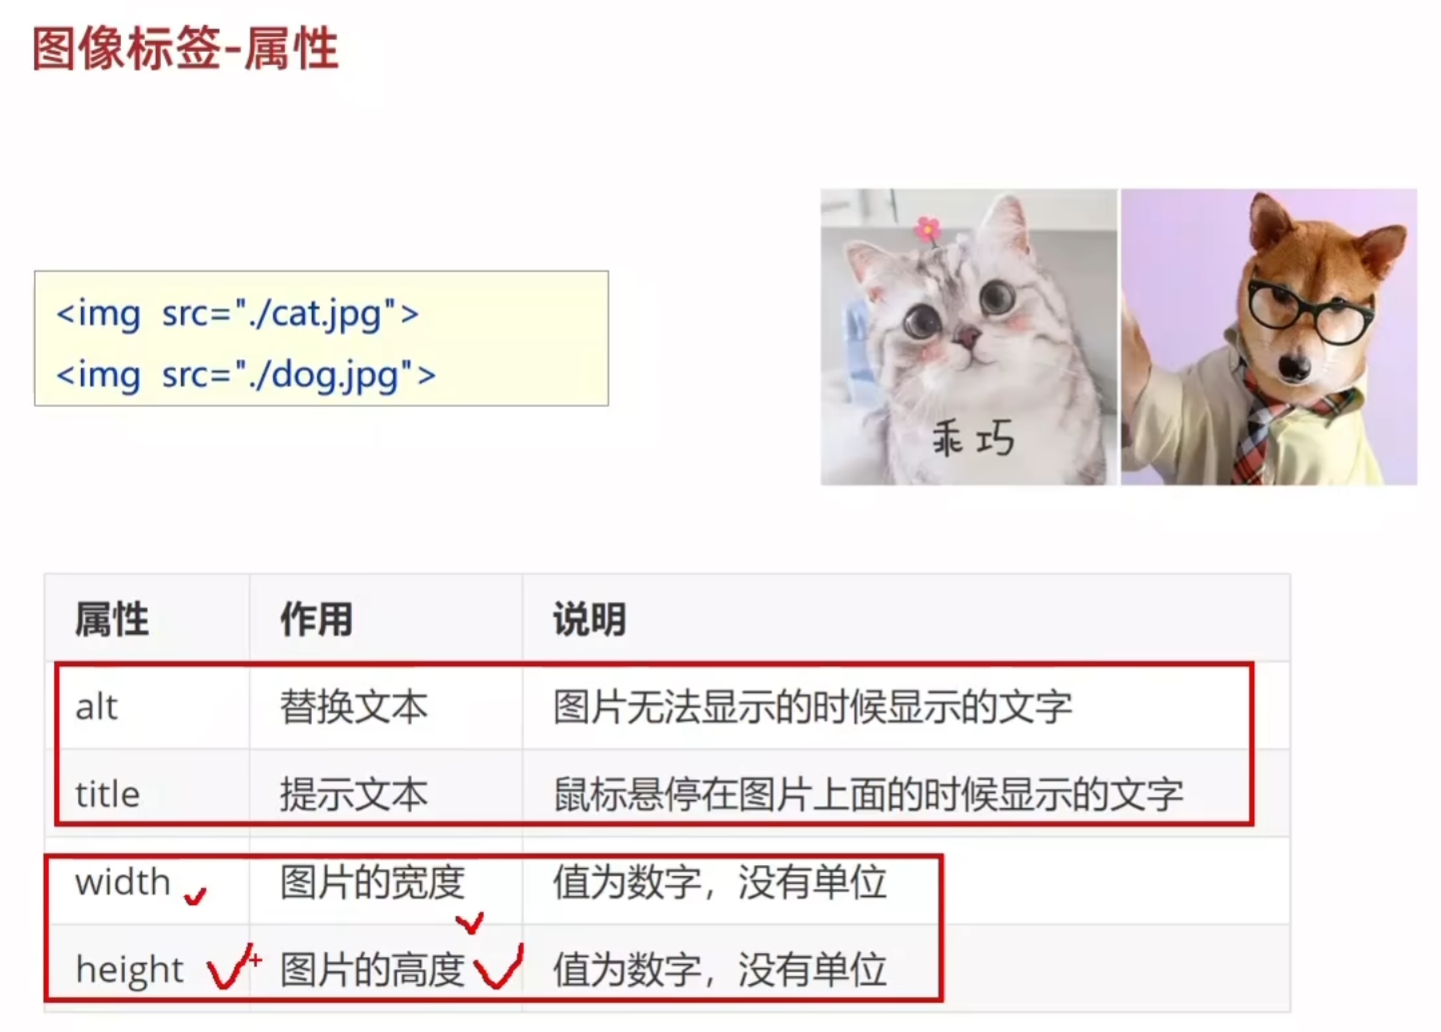 图像标签-属性
<img src="./cat.jpg">
<img src="./dog.jpg">
乖巧
属性 作用 说明
alt 替换文本 图片无法显示的时候显示的文字
title 提示文本 鼠标悬停在图片上面的时候显示的文字
width 图片的宽度 值为数字，没有单位
height 图片的高度 值为数字，没有单位